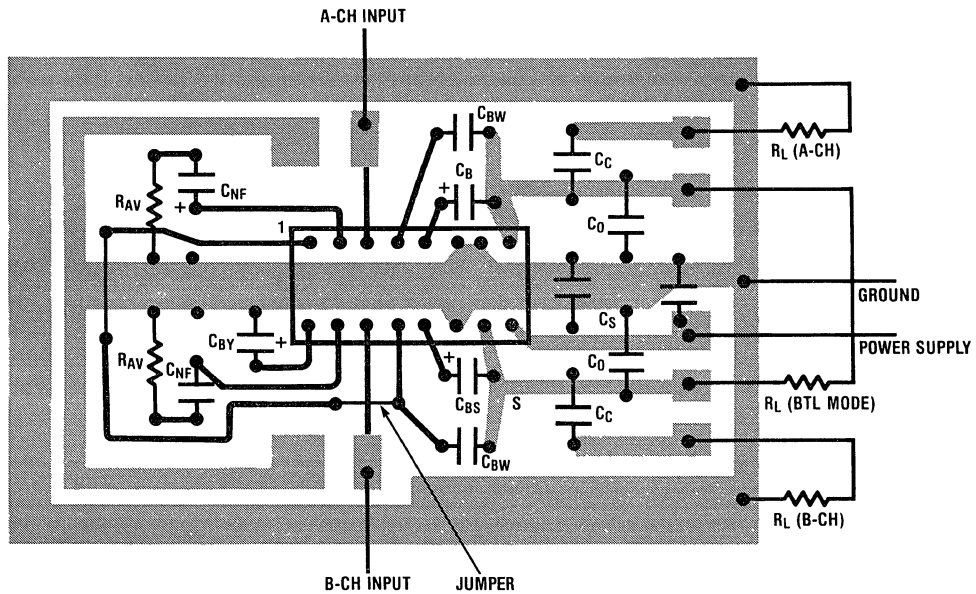 A-CH INPUT
CBW
CC
RL (A-CH)
CB
+
CNF
RAV
+
1
CO
GROUND
CS
POWER SUPPLY
CBY
+
RAV
CNF
+
CO
CBS
S
RL (BTL MODE)
CC
CBW
RL (B-CH)
B-CH INPUT
JUMPER